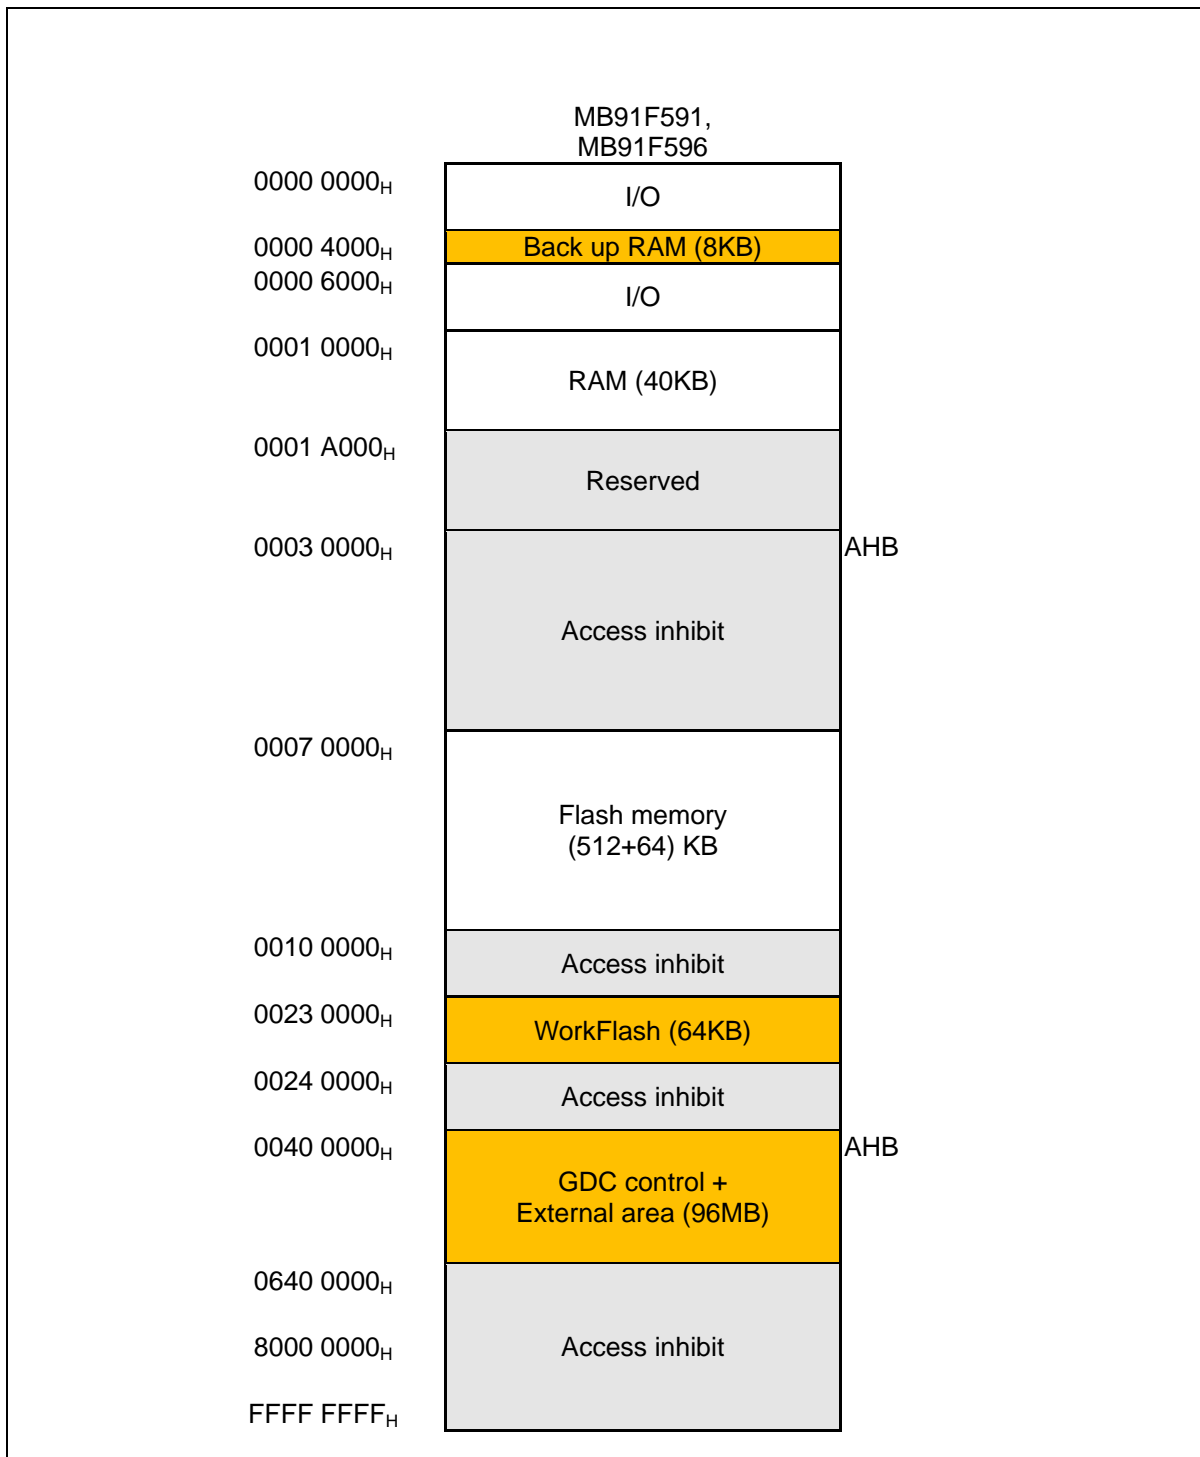 MB91F591,
MB91F596
0000 0000H
I/O
0000 4000H
Back up RAM (8KB)
0000 6000H
I/O
0001 0000H
RAM (40KB)
0001 A000H
Reserved
0003 0000H
AHB
Access inhibit
0007 0000H
Flash memory
(512+64) KB
0010 0000H
Access inhibit
0023 0000H
WorkFlash (64KB)
0024 0000H
Access inhibit
0040 0000H
AHB
GDC control +
External area (96MB)
0640 0000H
8000 0000H
Access inhibit
FFFF FFFFH